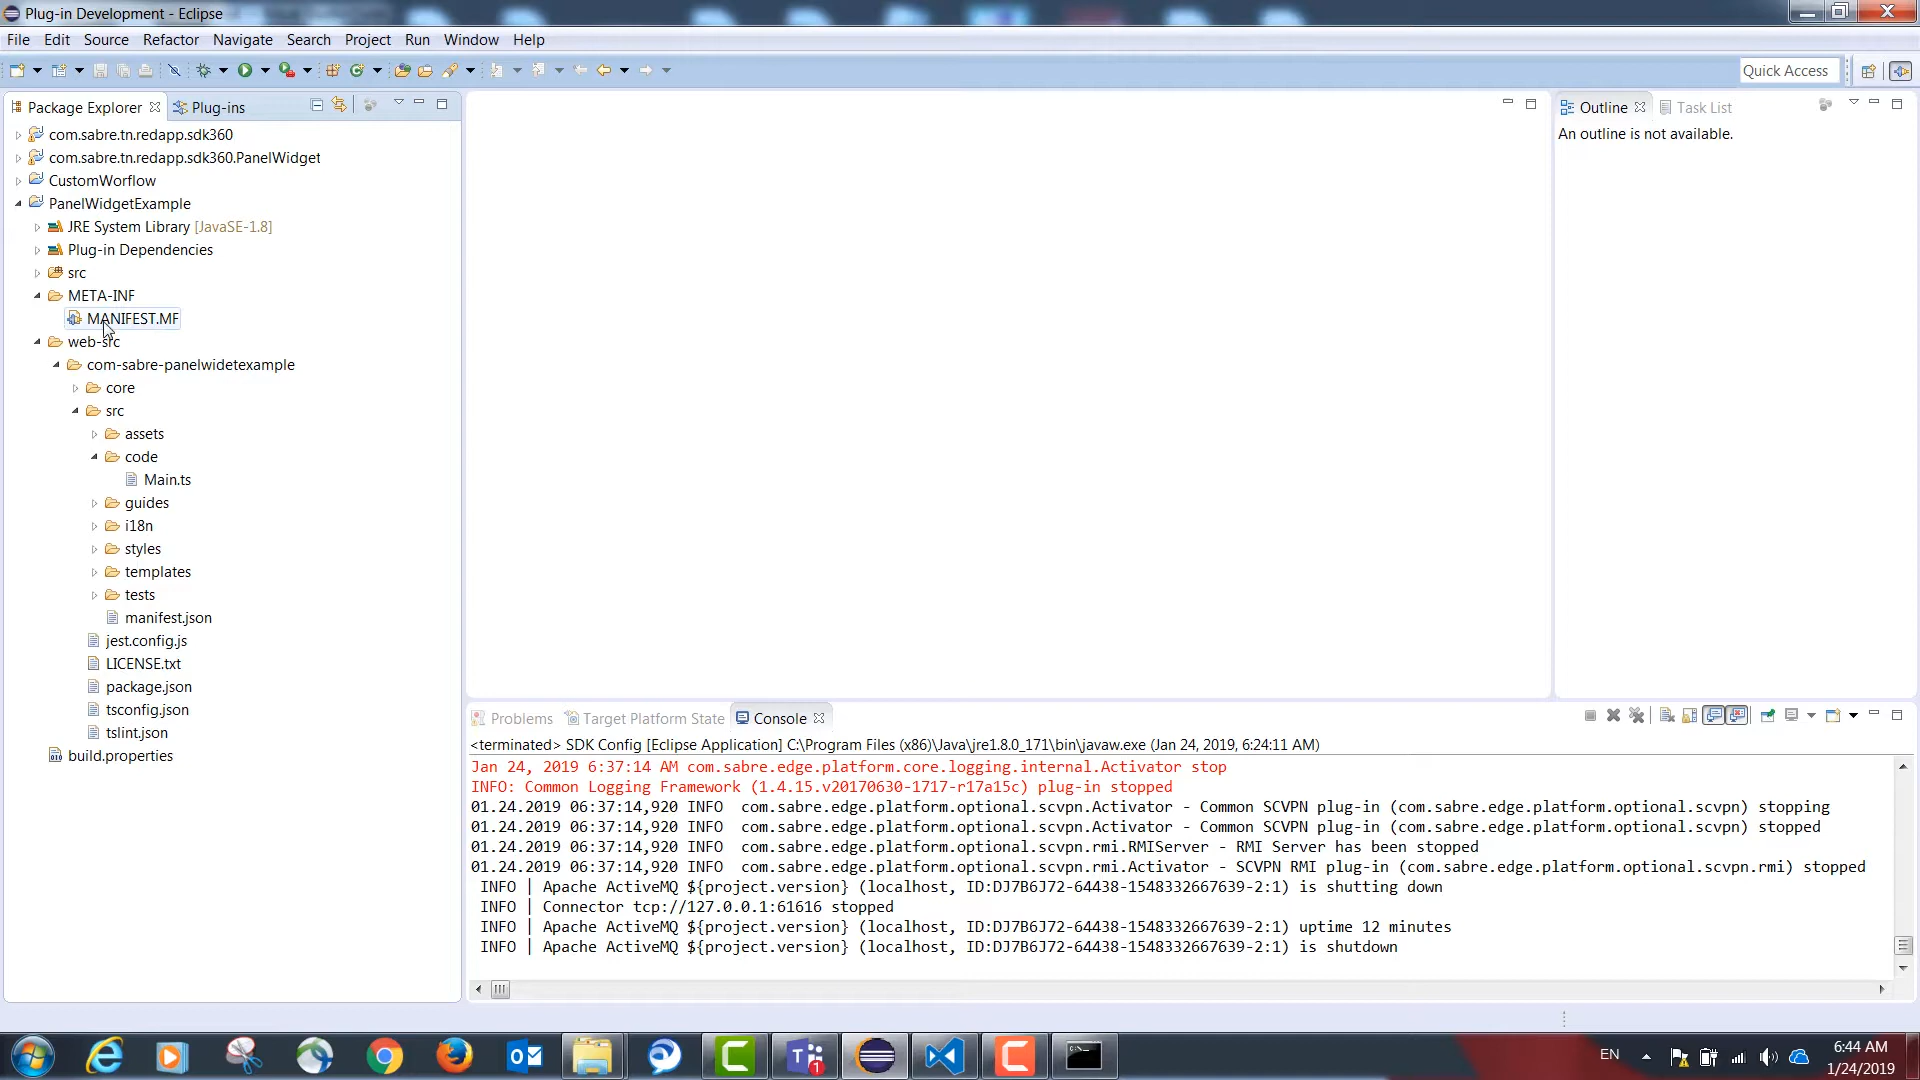 Plug-in Development - Eclipse
File Edit Source Refactor Navigate Search Project Run Window Help
Quick Access
Package Explorer Plug-ins
com.sabre.tn.redapp.sdk360
com.sabre.tn.redapp.sdk360.PanelWidget
CustomWorflow
PanelWidgetExample
JRE System Library [JavaSE-1.8]
Plug-in Dependencies
src
META-INF
MANIFEST.MF
web-src
com-sabre-panelwidetexample
core
src
assets
code
Main.ts
guides
i18n
styles
templates
tests
manifest.json
jest.config.js
LICENSE.txt
package.json
tsconfig.json
tslint.json
build.properties
Outline Task List
An outline is not available.
Problems Target Platform State Console
<terminated> SDK Config [Eclipse Application] C:\Program Files (x86)\Java\jre1.8.0_171\bin\javaw.exe (Jan 24, 2019, 6:24:11 AM)
Jan 24, 2019 6:37:14 AM com.sabre.edge.platform.core.logging.internal.Activator stop
INFO: Common Logging Framework (1.4.15.v20170630-1717-r17a15c) plug-in stopped
01.24.2019 06:37:14,920 INFO  com.sabre.edge.platform.optional.scvpn.Activator - Common SCVPN plug-in (com.sabre.edge.platform.optional.scvpn) stopping
01.24.2019 06:37:14,920 INFO  com.sabre.edge.platform.optional.scvpn.Activator - Common SCVPN plug-in (com.sabre.edge.platform.optional.scvpn) stopped
01.24.2019 06:37:14,920 INFO  com.sabre.edge.platform.optional.scvpn.rmi.RMIServer - RMI Server has been stopped
01.24.2019 06:37:14,920 INFO  com.sabre.edge.platform.optional.scvpn.rmi.Activator - SCVPN RMI plug-in (com.sabre.edge.platform.optional.scvpn.rmi) stopped
INFO | Apache ActiveMQ ${project.version} (localhost, ID:DJ7B6J72-64438-1548332667639-2:1) is shutting down
INFO | Connector tcp://127.0.0.1:61616 stopped
INFO | Apache ActiveMQ ${project.version} (localhost, ID:DJ7B6J72-64438-1548332667639-2:1) uptime 12 minutes
INFO | Apache ActiveMQ ${project.version} (localhost, ID:DJ7B6J72-64438-1548332667639-2:1) is shutdown
EN
6:44 AM
1/24/2019